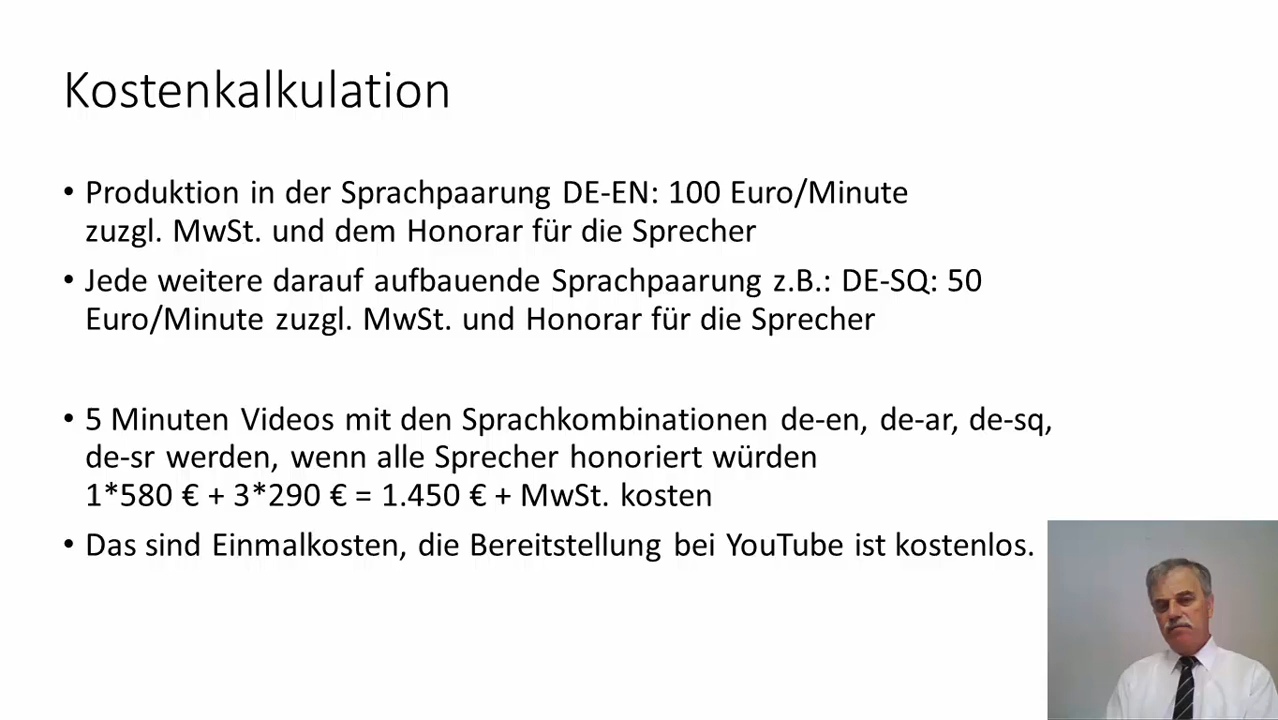 Kostenkalkulation
• Produktion in der Sprachpaarung DE-EN: 100 Euro/Minute
zuzgl. MwSt. und dem Honorar für die Sprecher
• Jede weitere darauf aufbauende Sprachpaarung z.B.: DE-SQ: 50
Euro/Minute zuzgl. MwSt. und Honorar für die Sprecher
• 5 Minuten Videos mit den Sprachkombinationen de-en, de-ar, de-sq,
de-sr werden, wenn alle Sprecher honoriert würden
1*580 € + 3*290 € = 1.450 € + MwSt. kosten
• Das sind Einmalkosten, die Bereitstellung bei YouTube ist kostenlos.